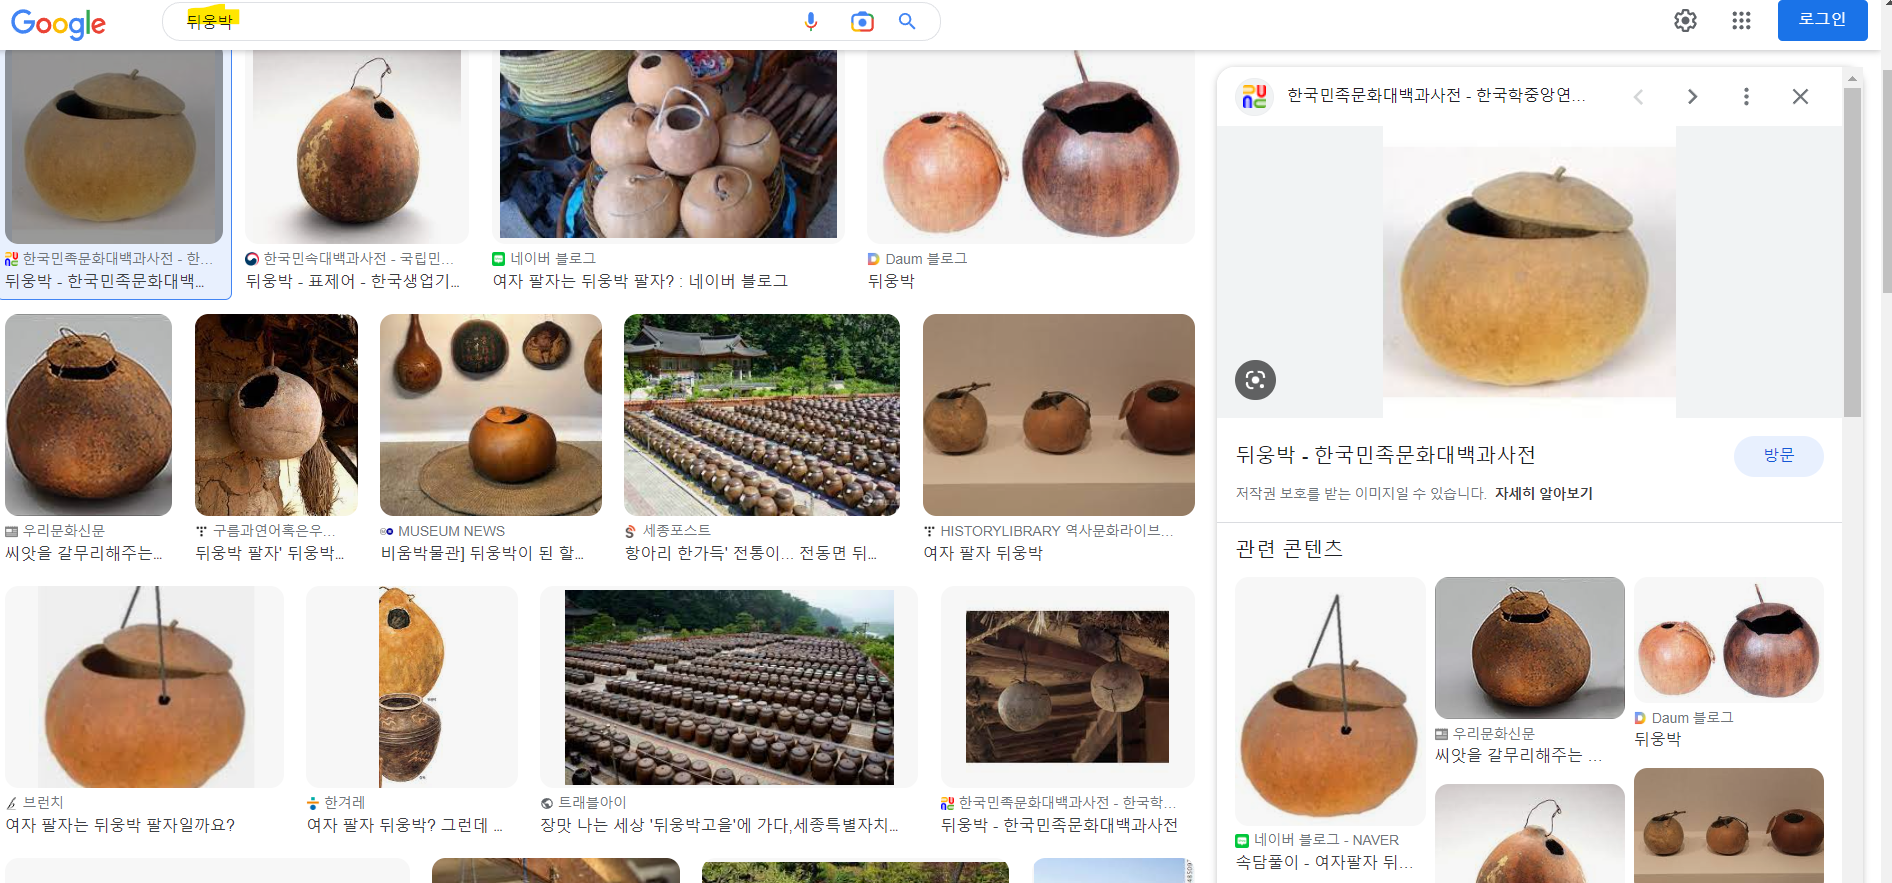 Google
뒤웅박
로그인
한국민족문화대백과사전 - 한...
뒤웅박 - 한국민족문화대백...
한국민속대백과사전 - 국립민...
뒤웅박 - 표제어 - 한국생업기...
네이버 블로그
여자 팔자는 뒤웅박 팔자? : 네이버 블로그
Daum 블로그
뒤웅박
우리문화신문
씨앗을 갈무리해주는...
구름과연어혹은우...
뒤웅박 팔자' 뒤웅박...
MUSEUM NEWS
비움박물관] 뒤웅박이 된 할...
세종포스트
항아리 한가득' 전통이... 전동면 뒤...
HISTORYLIBRARY 역사문화라이브...
여자 팔자 뒤웅박
브런치
여자 팔자는 뒤웅박 팔자일까요?
한겨레
여자 팔자 뒤웅박? 그런데 ...
트래블아이
장맛 나는 세상 '뒤웅박고을'에 가다,세종특별자치...
한국민족문화대백과사전 - 한국학...
뒤웅박 - 한국민족문화대백과사전
한국민족문화대백과사전 - 한국학중앙연...
뒤웅박 - 한국민족문화대백과사전
방문
저작권 보호를 받는 이미지일 수 있습니다. 자세히 알아보기
관련 콘텐츠
네이버 블로그 - NAVER
속담풀이 - 여자팔자 뒤...
우리문화신문
씨앗을 갈무리해주는 ...
Daum 블로그
뒤웅박